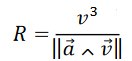 R = v³ / ‖a⃗ ∧ v⃗‖